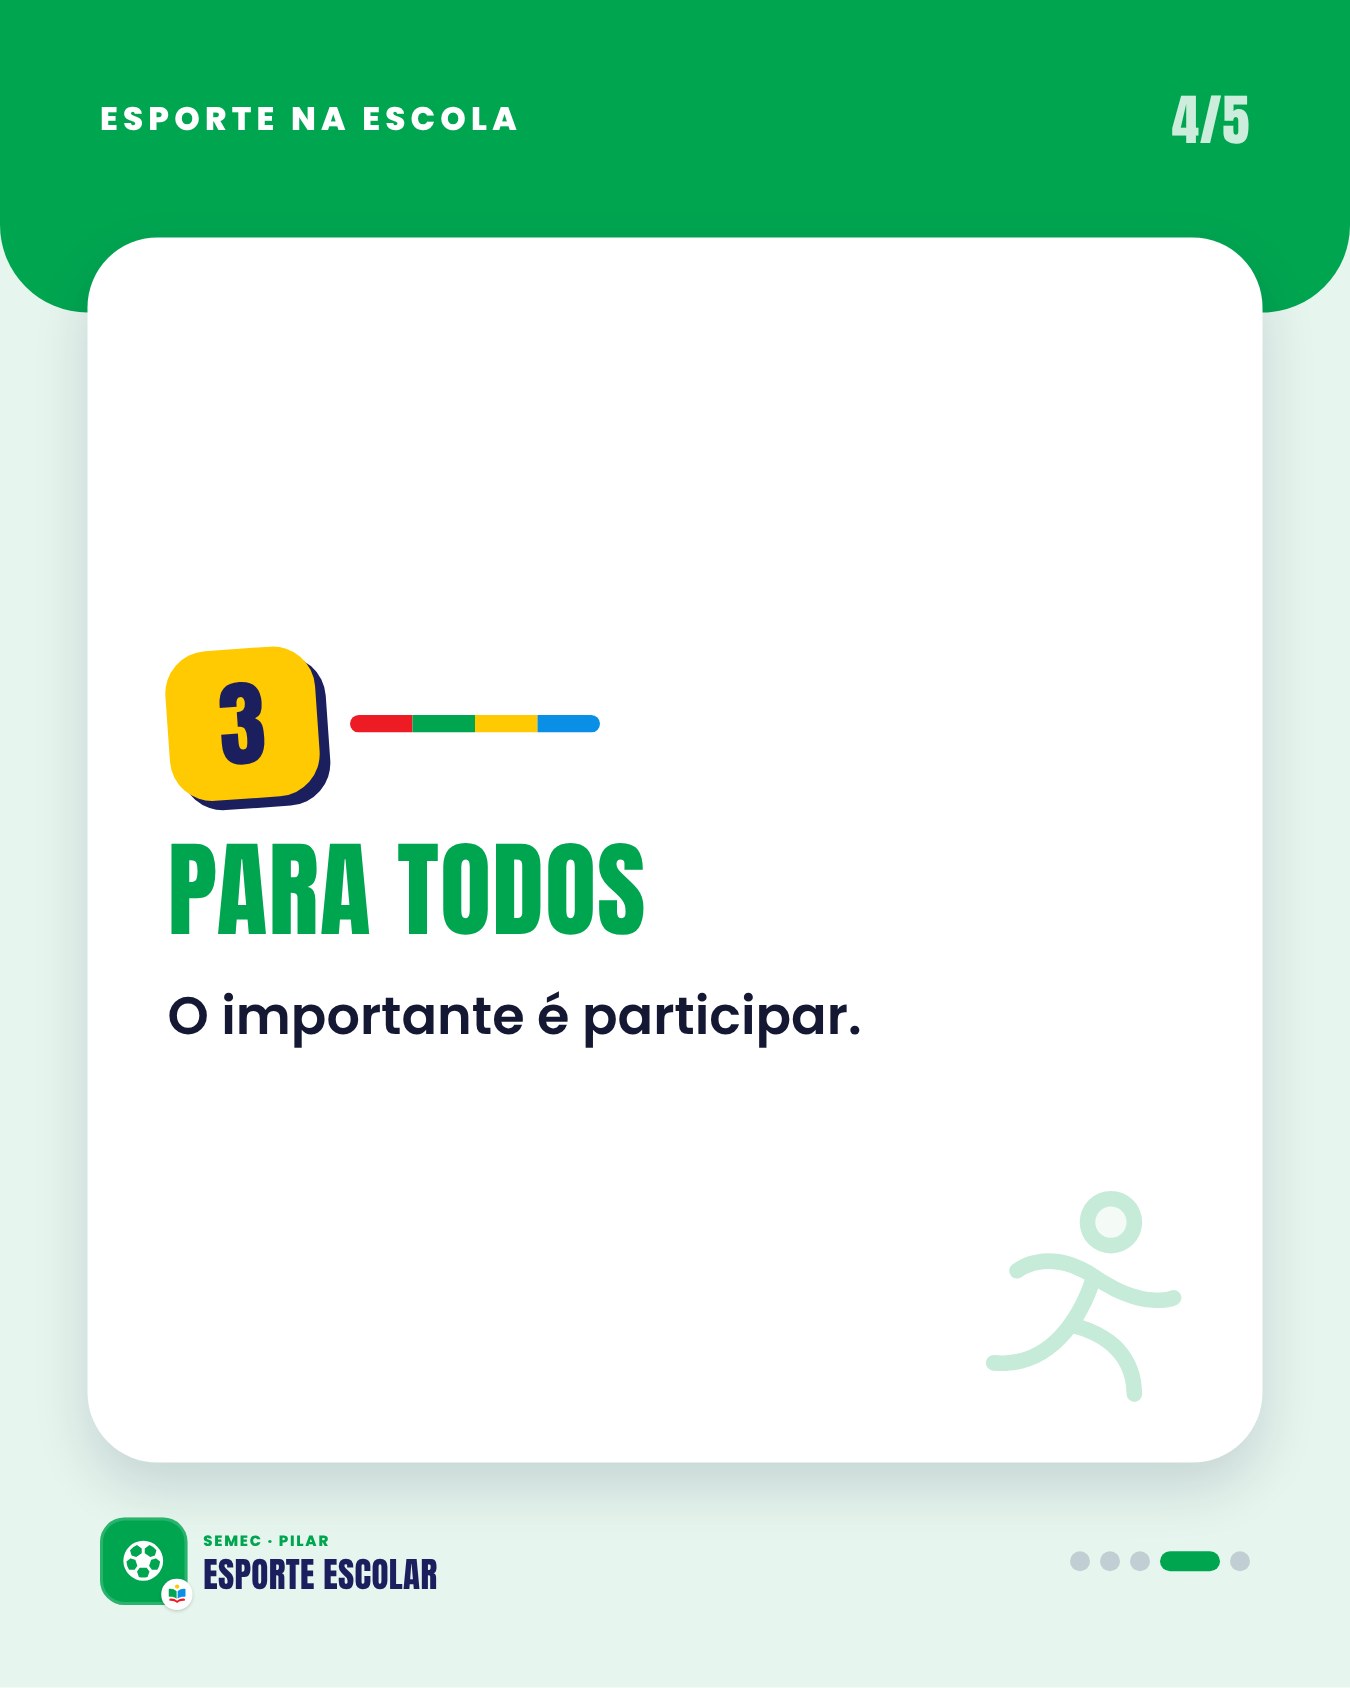 ESPORTE NA ESCOLA
4/5
3
PARA TODOS
O importante é participar.
SEMEC · PILAR
ESPORTE ESCOLAR